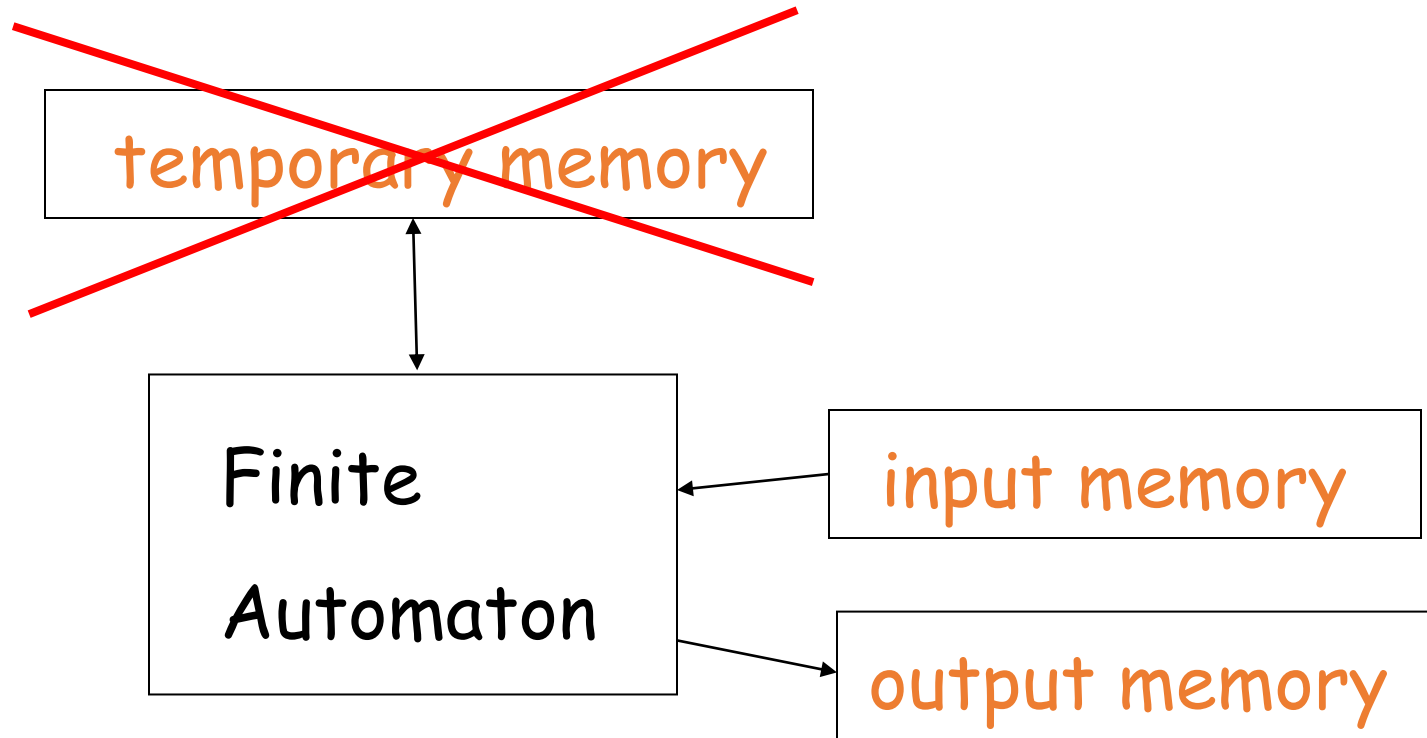 temporary memory
Finite
Automaton
input memory
output memory